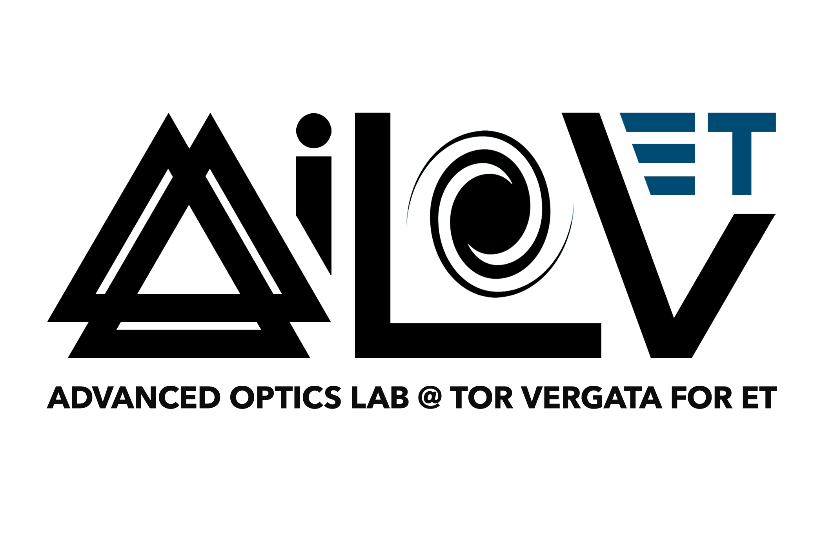 AiLoV ET
ADVANCED OPTICS LAB @ TOR VERGATA FOR ET